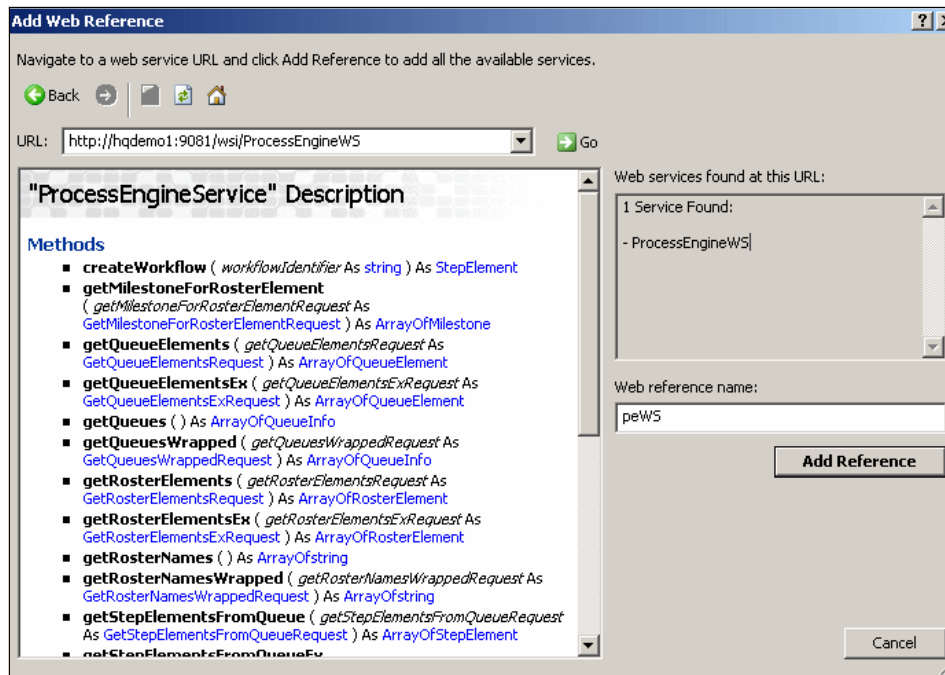 Add Web Reference
Navigate to a web service URL and click Add Reference to add all the available services.
Back
URL: http://hqdemo1:9081/wsi/ProcessEngineWS Go
"ProcessEngineService" Description
Methods
createWorkflow ( workflowIdentifier As string ) As StepElement
getMilestoneForRosterElement
( getMilestoneForRosterElementRequest As
GetMilestoneForRosterElementRequest ) As ArrayOfMilestone
getQueueElements ( getQueueElementsRequest As
GetQueueElementsRequest ) As ArrayOfQueueElement
getQueueElementsEx ( getQueueElementsExRequest As
GetQueueElementsExRequest ) As ArrayOfQueueElement
getQueues () As ArrayOfQueueInfo
getQueuesWrapped ( getQueuesWrappedRequest As
GetQueuesWrappedRequest ) As ArrayOfQueueInfo
getRosterElements ( getRosterElementsRequest As
GetRosterElementsRequest ) As ArrayOfRosterElement
getRosterElementsEx ( getRosterElementsExRequest As
GetRosterElementsExRequest ) As ArrayOfRosterElement
getRosterNames () As ArrayOfstring
getRosterNamesWrapped ( getRosterNamesWrappedRequest As
GetRosterNamesWrappedRequest ) As ArrayOfstring
getStepElementsFromQueue ( getStepElementsFromQueueRequest
As GetStepElementsFromQueueRequest ) As ArrayOfStepElement
getStepElementsFromQueueEx
Web services found at this URL:
1 Service Found:
- ProcessEngineWS
Web reference name:
peWS
Add Reference
Cancel